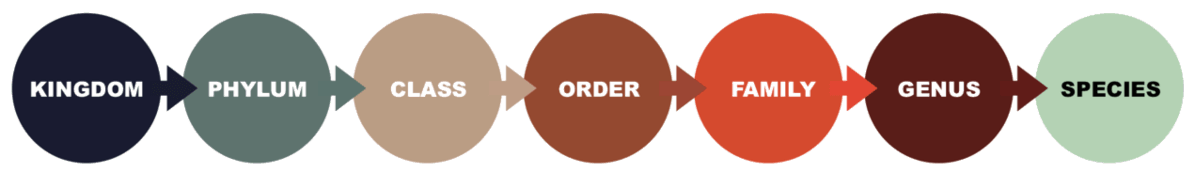 KINGDOM PHYLUM CLASS ORDER FAMILY GENUS SPECIES